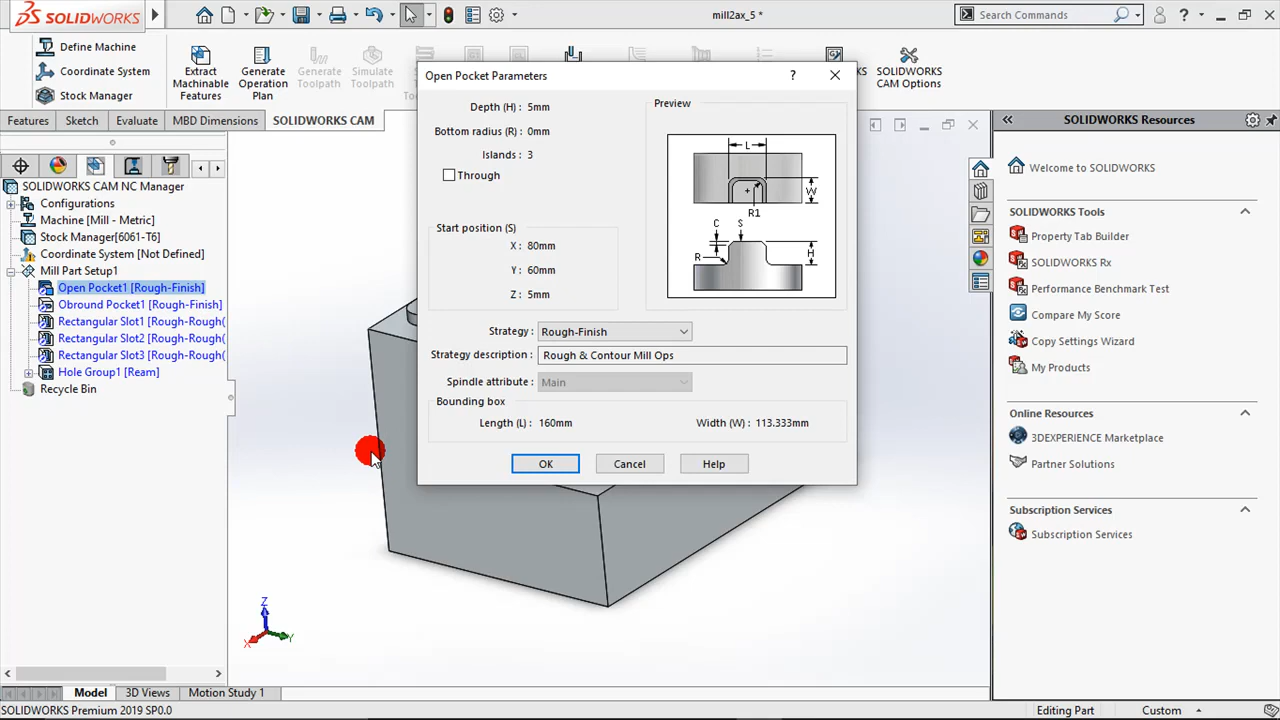 SOLIDWORKS
mill2ax_5 *
Search Commands
?
Define Machine
Coordinate System
Stock Manager
Extract
Machinable
Features
Generate
Operation
Plan
Generate
Toolpath
Simulate
Toolpath
SOLIDWORKS
CAM Options
Features
Sketch
Evaluate
MBD Dimensions
SOLIDWORKS CAM
SOLIDWORKS CAM NC Manager
Configurations
Machine [Mill - Metric]
Stock Manager[6061-T6]
Coordinate System [Not Defined]
Mill Part Setup1
Open Pocket1 [Rough-Finish]
Obround Pocket1 [Rough-Finish]
Rectangular Slot1 [Rough-Rough(
Rectangular Slot2 [Rough-Rough(
Rectangular Slot3 [Rough-Rough(
Hole Group1 [Ream]
Recycle Bin
Open Pocket Parameters
?
Depth (H) : 5mm
Bottom radius (R) : 0mm
Islands : 3
Through
Start position (S)
X : 80mm
Y : 60mm
Z : 5mm
Preview
L
W
R1
C
S
R
H
Strategy : Rough-Finish
Strategy description : Rough & Contour Mill Ops
Spindle attribute : Main
Bounding box
Length (L) : 160mm
Width (W) : 113.333mm
OK
Cancel
Help
Z
X
Y
SOLIDWORKS Resources
Welcome to SOLIDWORKS
SOLIDWORKS Tools
Property Tab Builder
SOLIDWORKS Rx
Performance Benchmark Test
Compare My Score
Copy Settings Wizard
My Products
Online Resources
3DEXPERIENCE Marketplace
Partner Solutions
Subscription Services
Subscription Services
Model
3D Views
Motion Study 1
SOLIDWORKS Premium 2019 SP0.0
Editing Part
Custom